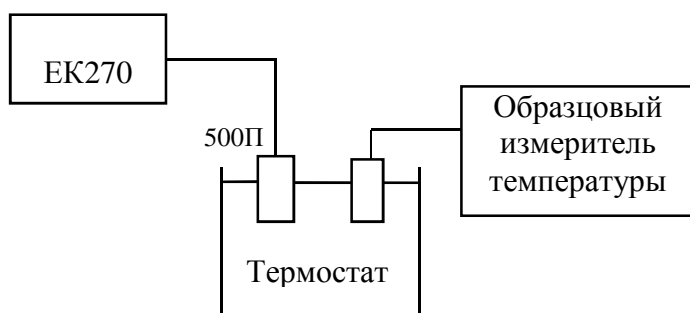 ЕК270
500П
Образцовый
измеритель
температуры
Термостат